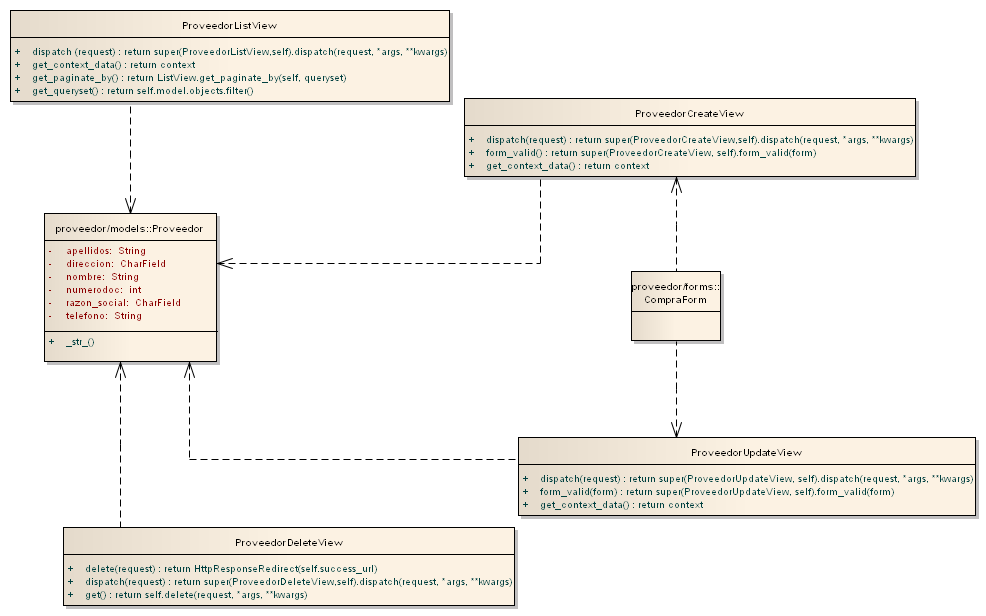 ProveedorListView
+ dispatch (request) : return super(ProveedorListView,self).dispatch(request, *args, **kwargs)
+ get_context_data() : return context
+ get_paginate_by() : return ListView.get_paginate_by(self, queryset)
+ get_queryset() : return self.model.objects.filter()
ProveedorCreateView
+ dispatch(request) : return super(ProveedorCreateView,self).dispatch(request, *args, **kwargs)
+ form_valid() : return super(ProveedorCreateView, self).form_valid(form)
+ get_context_data() : return context
proveedor/models::Proveedor
- apellidos: String
- direccion: CharField
- nombre: String
- numerodoc: int
- razon_social: CharField
- telefono: String
+ _str_()
proveedor/forms::
CompraForm
ProveedorUpdateView
+ dispatch(request) : return super(ProveedorUpdateView, self).dispatch(request, *args, **kwargs)
+ form_valid(form) : return super(ProveedorUpdateView, self).form_valid(form)
+ get_context_data() : return context
ProveedorDeleteView
+ delete(request) : return HttpResponseRedirect(self.success_url)
+ dispatch(request) : return super(ProveedorDeleteView,self).dispatch(request, *args, **kwargs)
+ get() : return self.delete(request, *args, **kwargs)